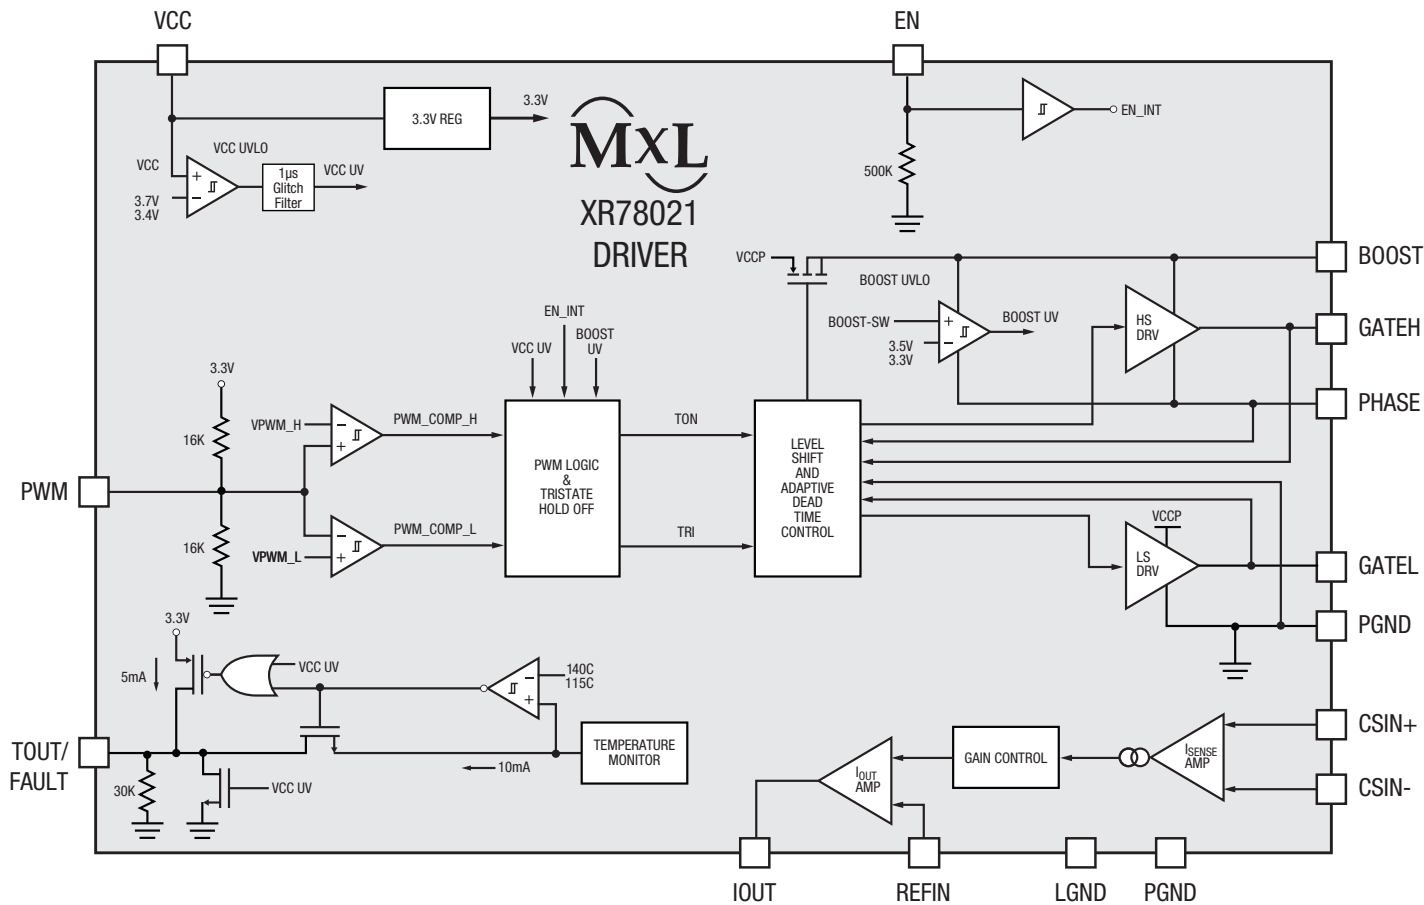 VCC
EN
3.3V REG
3.3V
MXL
XR78021
DRIVER
EN_INT
500K
VCC UVLO
VCC
3.7V
3.4V
1µs
Glitch
Filter
VCC UV
VCCP
BOOST
BOOST UVLO
BOOST-SW
3.5V
3.3V
BOOST UV
HS
DRV
GATEH
PHASE
EN_INT
VCC UV
BOOST
UV
3.3V
16K
VPWM_H
PWM_COMP_H
PWM
16K
VPWM_L
PWM_COMP_L
PWM LOGIC
&
TRISTATE
HOLD OFF
TON
TRI
LEVEL
SHIFT
AND
ADAPTIVE
DEAD
TIME
CONTROL
VCCP
LS
DRV
GATEL
PGND
3.3V
5mA
VCC UV
140C
115C
TOUT/
FAULT
30K
VCC UV
10mA
TEMPERATURE
MONITOR
IOUT
AMP
GAIN CONTROL
ISENSE
AMP
CSIN+
CSIN-
IOUT
REFIN
LGND
PGND